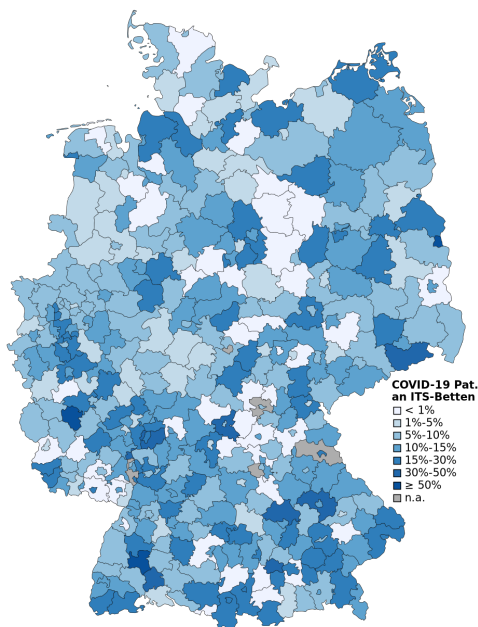 COVID-19 Pat.
an ITS-Betten
< 1%
1%-5%
5%-10%
10%-15%
15%-30%
30%-50%
≥ 50%
n.a.